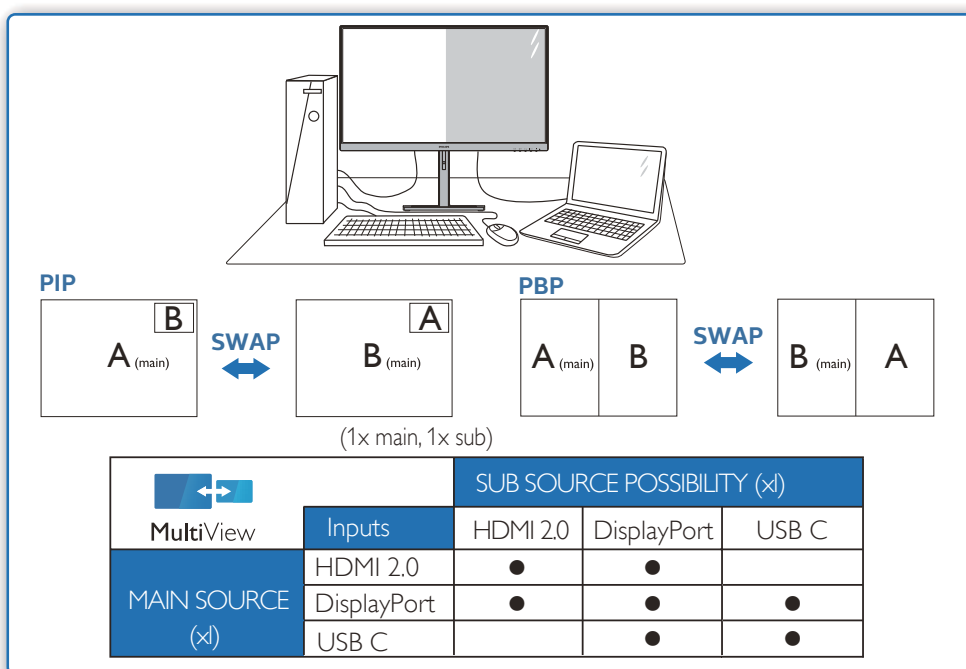 PHILIPS
PIP
B
A (main)
SWAP
A
B (main)
PBP
A (main)
B
SWAP
B (main)
A
(1x main, 1x sub)
MultiView
SUB SOURCE POSSIBILITY (xl)
Inputs
HDMI 2.0
DisplayPort
USB C
MAIN SOURCE
(xl)
HDMI 2.0 ● ●
DisplayPort ● ● ●
USB C ● ●